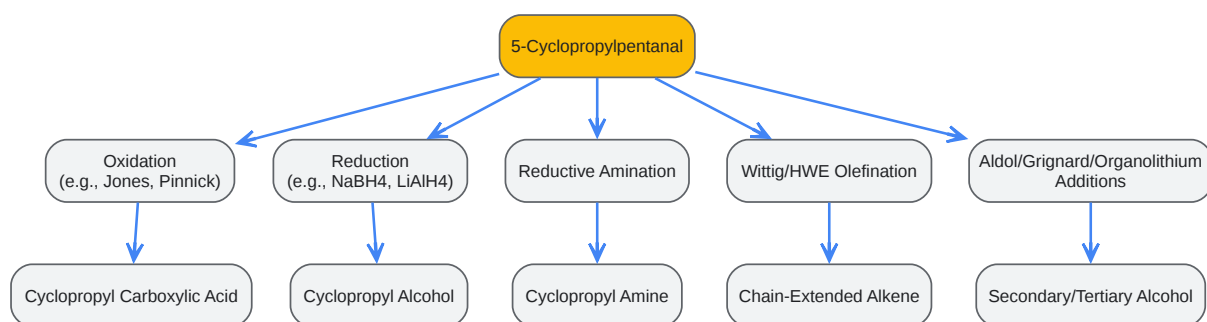 5-Cyclopropylpentanal
Oxidation
(e.g., Jones, Pinnick)
Reduction
(e.g., NaBH4, LiAlH4)
Reductive Amination
Wittig/HWE Olefination
Aldol/Grignard/Organolithium
Additions
Cyclopropyl Carboxylic Acid
Cyclopropyl Alcohol
Cyclopropyl Amine
Chain-Extended Alkene
Secondary/Tertiary Alcohol